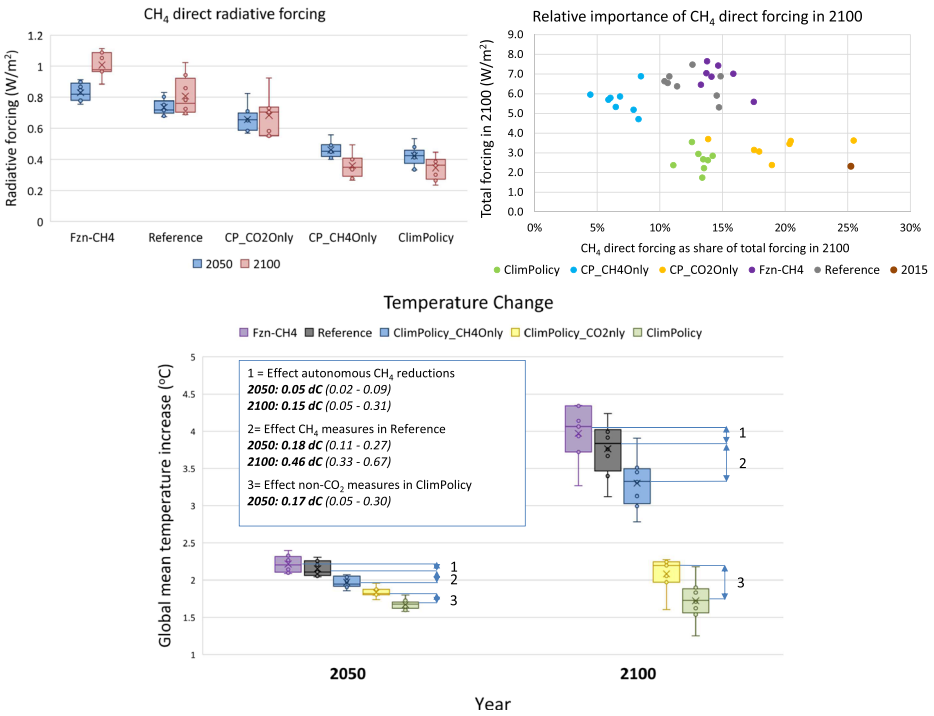 CH4 direct radiative forcing
Radiative forcing (W/m2)
1.2
1
0.8
0.6
0.4
0.2
0
Fzn-CH4 Reference CP_CO2Only CP_CH4Only ClimPolicy
2050 2100
Relative importance of CH4 direct forcing in 2100
Total forcing in 2100 (W/m2)
9.0
8.0
7.0
6.0
5.0
4.0
3.0
2.0
1.0
0.0
0% 5% 10% 15% 20% 25% 30%
CH4 direct forcing as share of total forcing in 2100
ClimPolicy CP_CH4Only CP_CO2Only Fzn-CH4 Reference 2015
Temperature Change
Fzn-CH4 Reference ClimPolicy_CH4Only ClimPolicy_CO2nly ClimPolicy
Global mean temperature increase (oC)
5
4.5
4
3.5
3
2.5
2
1.5
1
1 = Effect autonomous CH4 reductions
2050: 0.05 dC (0.02 - 0.09)
2100: 0.15 dC (0.05 - 0.31)
2= Effect CH4 measures in Reference
2050: 0.18 dC (0.11 - 0.27)
2100: 0.46 dC (0.33 - 0.67)
3= Effect non-CO2 measures in ClimPolicy
2050: 0.17 dC (0.05 - 0.30)
1
2
3
1
2
3
2050 2100
Year